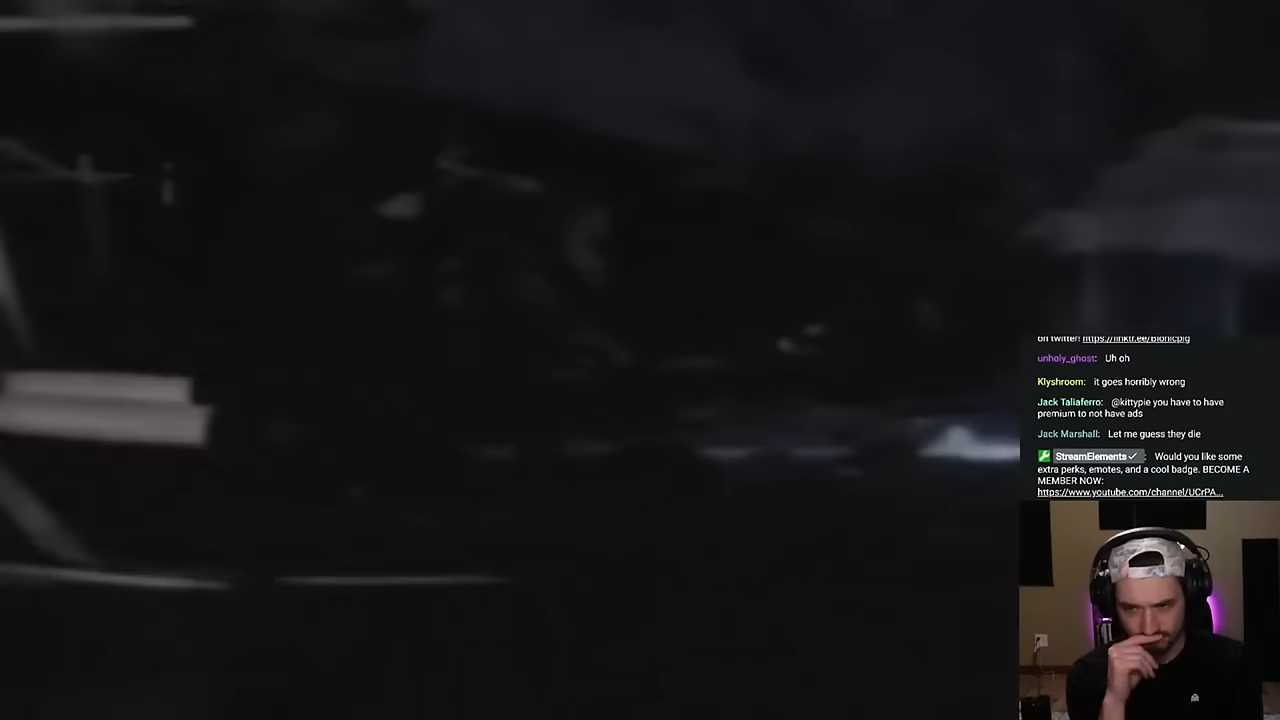 on twitter! https://linktr.ee/Bionicpig
unholy_ghost: Uh oh
Klyshroom: it goes horribly wrong
Jack Taliaferro: @kittypie you have to have
premium to not have ads
Jack Marshall: Let me guess they die
StreamElements✓: Would you like some
extra perks, emotes, and a cool badge. BECOME A
MEMBER NOW:
https://www.youtube.com/channel/UCrPA...